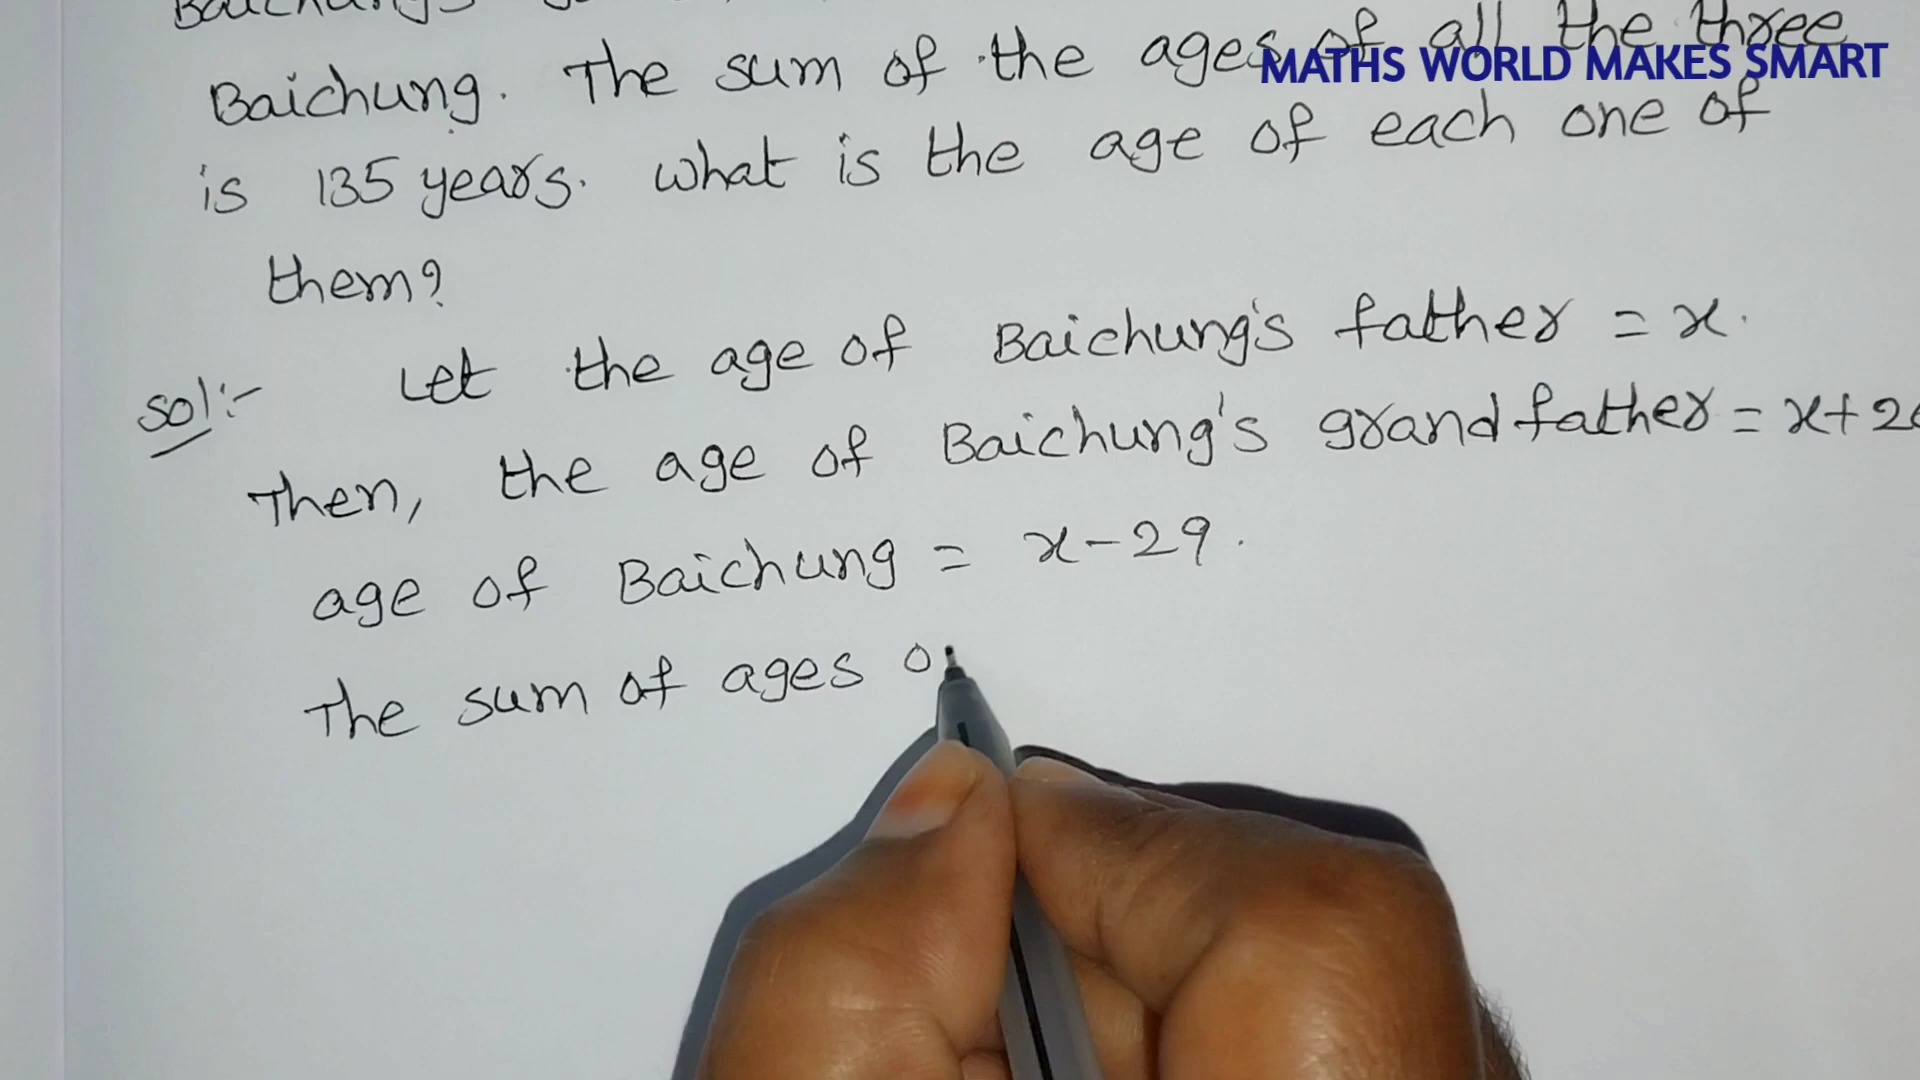 Baichung. The sum of the ages of all the three
MATHS WORLD MAKES SMART
is 135 years. what is the age of each one of
them?
sol:- Let the age of Baichung's father = x.
Then, the age of Baichung's grandfather = x+26
age of Baichung = x-29.
The sum of ages o